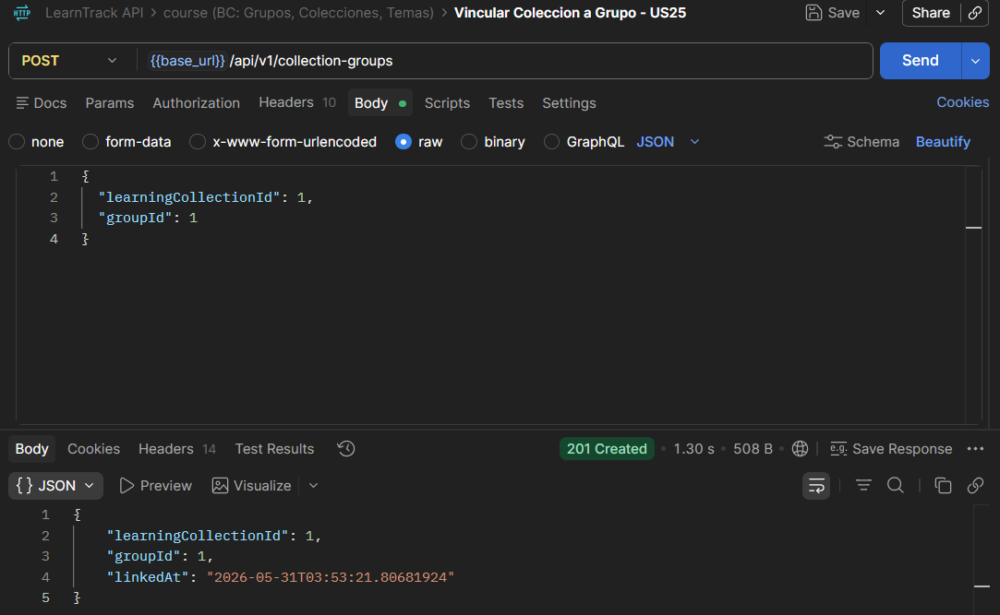 HTTP LearnTrack API > course (BC: Grupos, Colecciones, Temas) > Vincular Coleccion a Grupo - US25 Save Share
POST {{base_url}} /api/v1/collection-groups Send
Docs Params Authorization Headers 10 Body Scripts Tests Settings Cookies
none form-data x-www-form-urlencoded raw binary GraphQL JSON Schema Beautify
1 {
2 "learningCollectionId": 1,
3 "groupId": 1
4 }
Body Cookies Headers 14 Test Results 201 Created • 1.30 s • 508 B • e.g. Save Response
{} JSON Preview Visualize
1 {
2 "learningCollectionId": 1,
3 "groupId": 1,
4 "linkedAt": "2026-05-31T03:53:21.80681924"
5 }